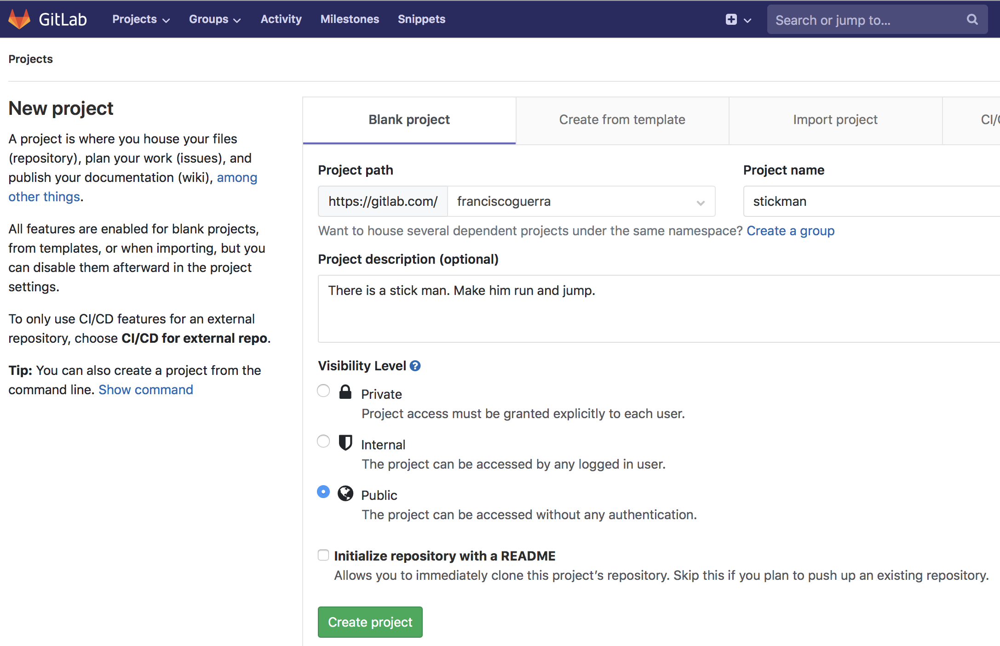 GitLab Projects Groups Activity Milestones Snippets Search or jump to...
Projects
New project
A project is where you house your files
(repository), plan your work (issues), and
publish your documentation (wiki), among
other things.
All features are enabled for blank projects,
from templates, or when importing, but you
can disable them afterward in the project
settings.
To only use CI/CD features for an external
repository, choose CI/CD for external repo.
Tip: You can also create a project from the
command line. Show command
Blank project Create from template Import project
Project path Project name
https://gitlab.com/ franciscoguerra stickman
Want to house several dependent projects under the same namespace? Create a group
Project description (optional)
There is a stick man. Make him run and jump.
Visibility Level ?
Private
Project access must be granted explicitly to each user.
Internal
The project can be accessed by any logged in user.
Public
The project can be accessed without any authentication.
Initialize repository with a README
Allows you to immediately clone this project’s repository. Skip this if you plan to push up an existing repository.
Create project